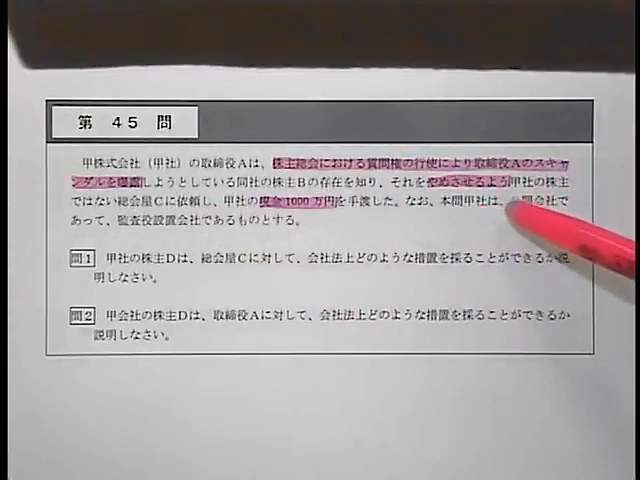 第 45 問
甲株式会社（甲社）の取締役Ａは、株主総会における質問権の行使により取締役Ａのスキャ
ンダルを曝露しようとしている同社の株主Ｂの存在を知り、それをやめさせるよう甲社の株主
ではない総会屋Ｃに依頼し、甲社の現金1000万円を手渡した。なお、本問甲社は、開会社で
あって、監査役設置会社であるものとする。
問1 甲社の株主Ｄは、総会屋Ｃに対して、会社法上どのような措置を採ることができるか説
明しなさい。
問2 甲会社の株主Ｄは、取締役Ａに対して、会社法上どのような措置を採ることができるか
説明しなさい。